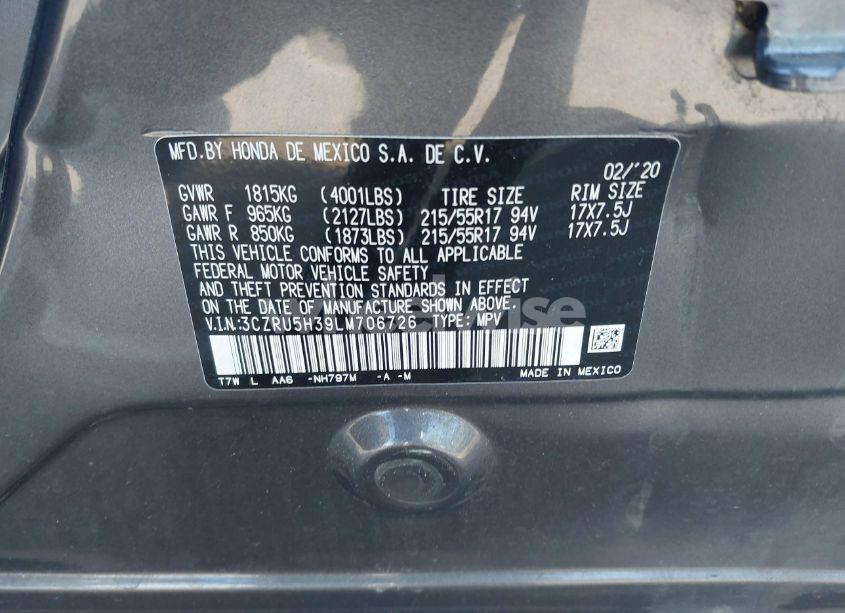 MFD.BY HONDA DE MEXICO S.A. DE C.V.
02/'20
GVWR 1815KG (4001LBS) TIRE SIZE RIM SIZE
GAWR F 965KG (2127LBS) 215/55R17 94V 17X7.5J
GAWR R 850KG (1873LBS) 215/55R17 94V 17X7.5J
THIS VEHICLE CONFORMS TO ALL APPLICABLE
FEDERAL MOTOR VEHICLE SAFETY
AND THEFT PREVENTION STANDARDS IN EFFECT
ON THE DATE OF MANUFACTURE SHOWN ABOVE.
V.I.N:3CZRU5H39LM706726 TYPE: MPV
T7W L AA6 -NH797M -A -M MADE IN MEXICO